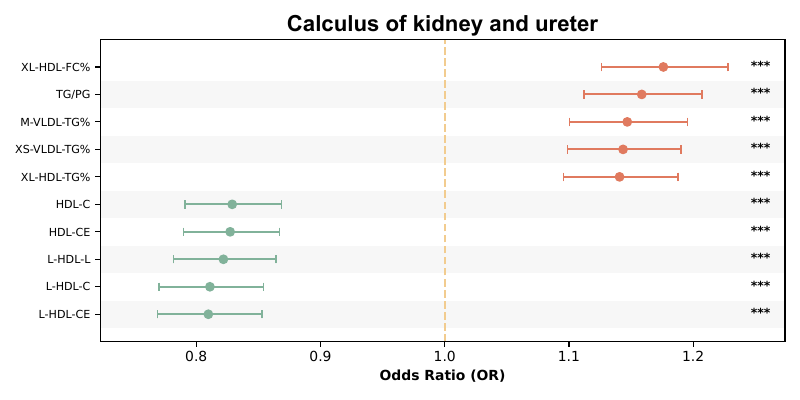 Calculus of kidney and ureter
XL-HDL-FC% ***
TG/PG ***
M-VLDL-TG% ***
XS-VLDL-TG% ***
XL-HDL-TG% ***
HDL-C ***
HDL-CE ***
L-HDL-L ***
L-HDL-C ***
L-HDL-CE ***
0.8 0.9 1.0 1.1 1.2
Odds Ratio (OR)